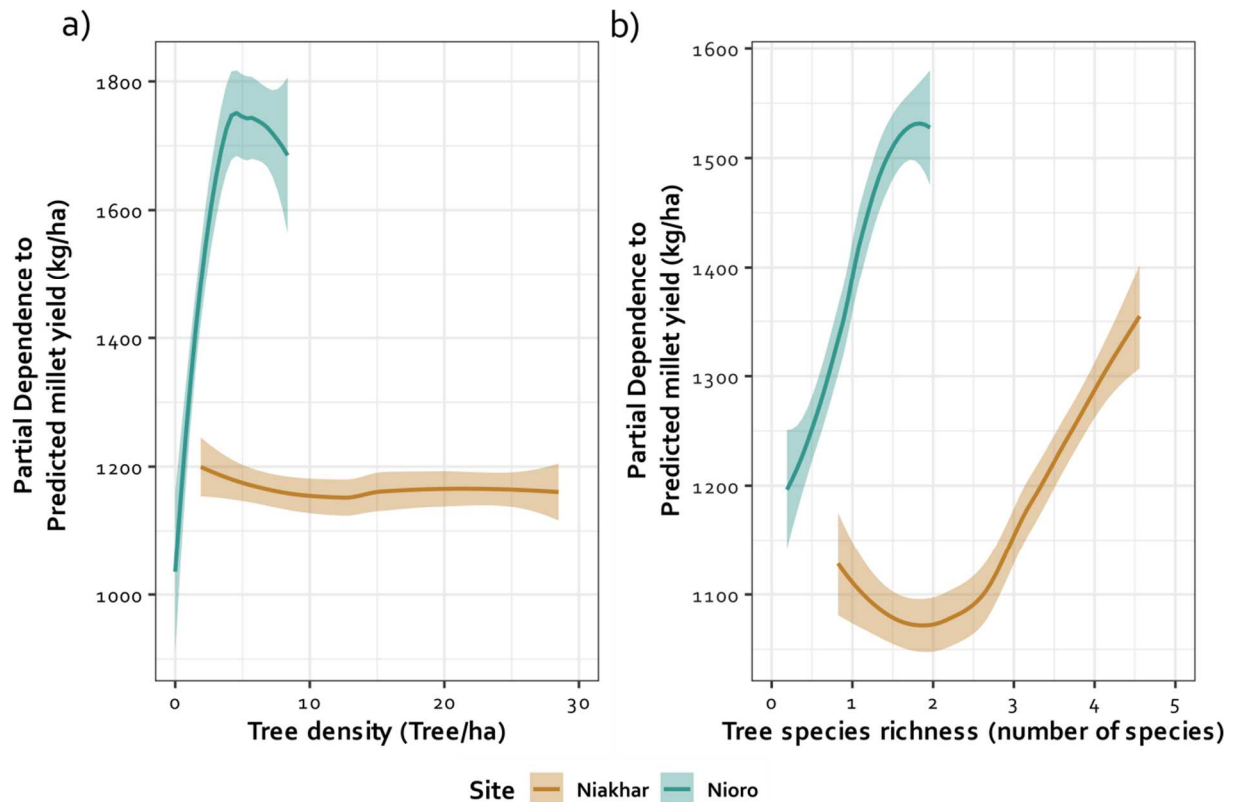 a)
Partial Dependence to
Predicted millet yield (kg/ha)
1800
1600
1400
1200
1000
0 10 20 30
Tree density (Tree/ha)
b)
Partial Dependence to
Predicted millet yield (kg/ha)
1600
1500
1400
1300
1200
1100
0 1 2 3 4 5
Tree species richness (number of species)
Site Niakhar Nioro